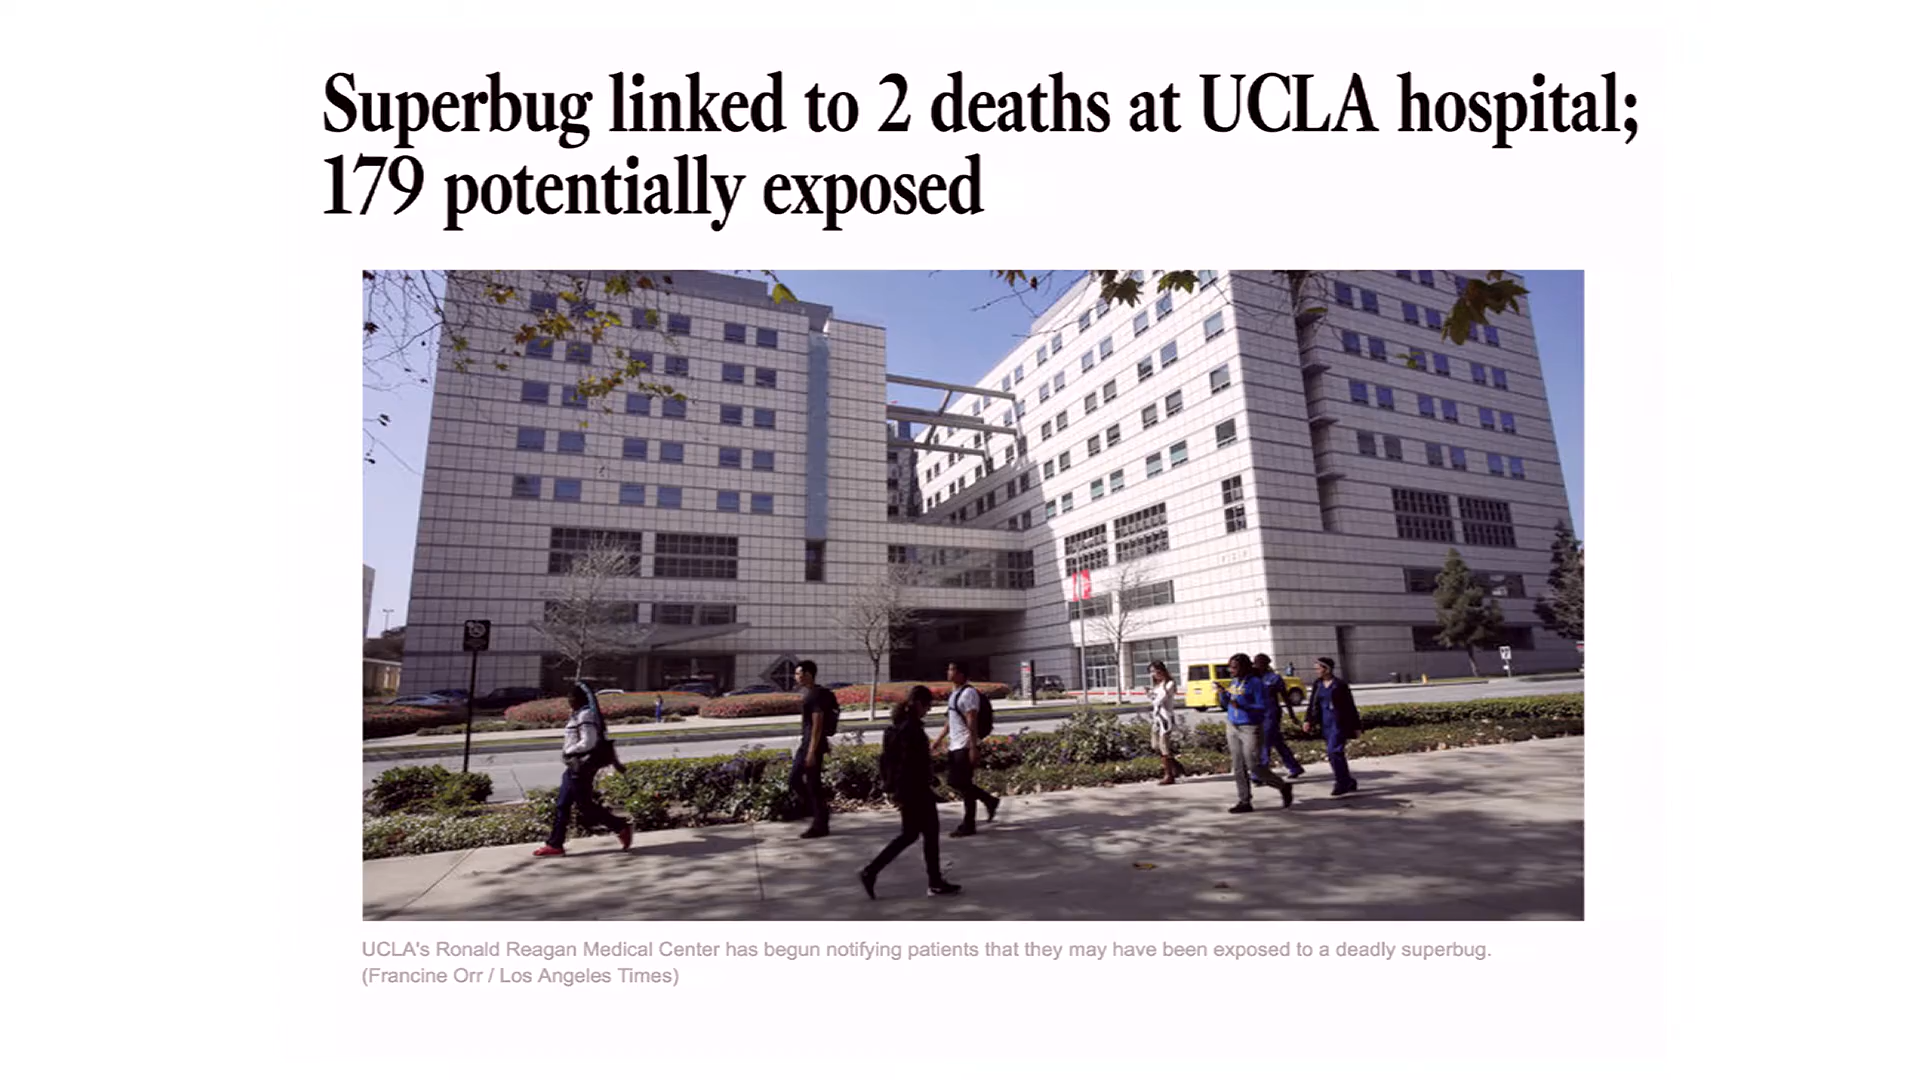 Superbug linked to 2 deaths at UCLA hospital;
179 potentially exposed
UCLA's Ronald Reagan Medical Center has begun notifying patients that they may have been exposed to a deadly superbug.
(Francine Orr / Los Angeles Times)